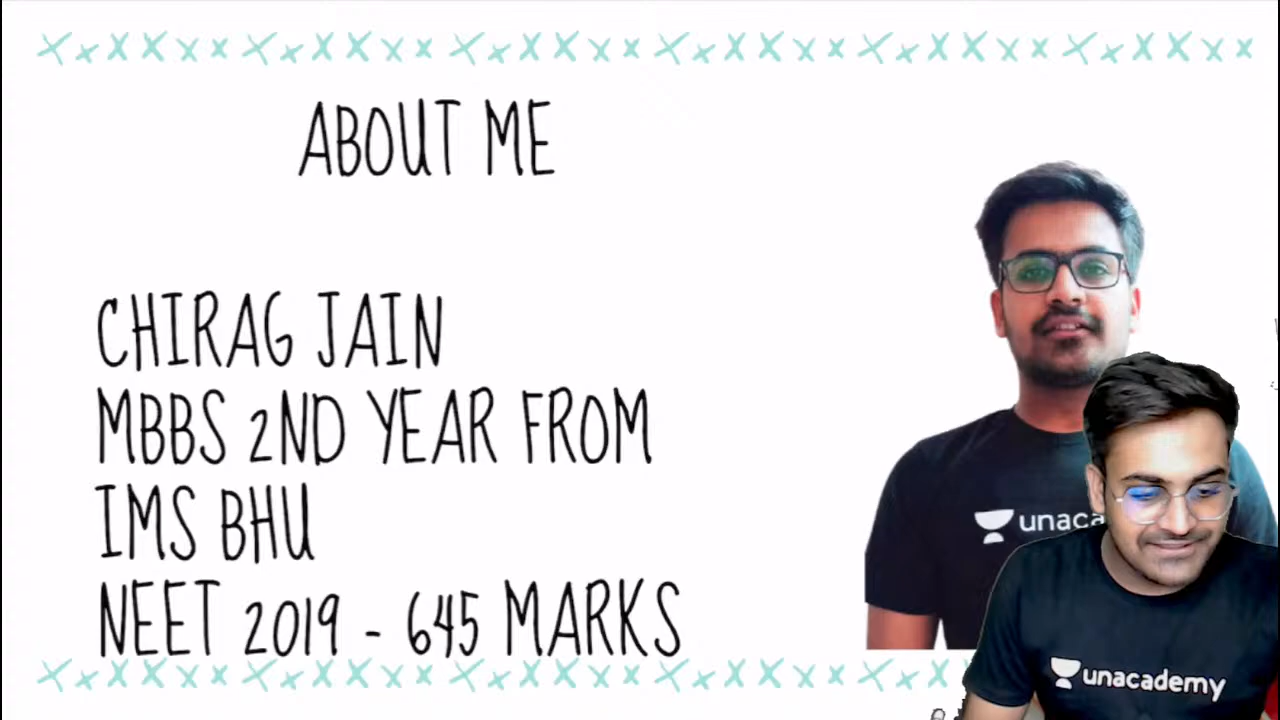 ABOUT ME
CHIRAG JAIN
MBBS 2ND YEAR FROM
IMS BHU
NEET 2019 - 645 MARKS
unaca
unacademy